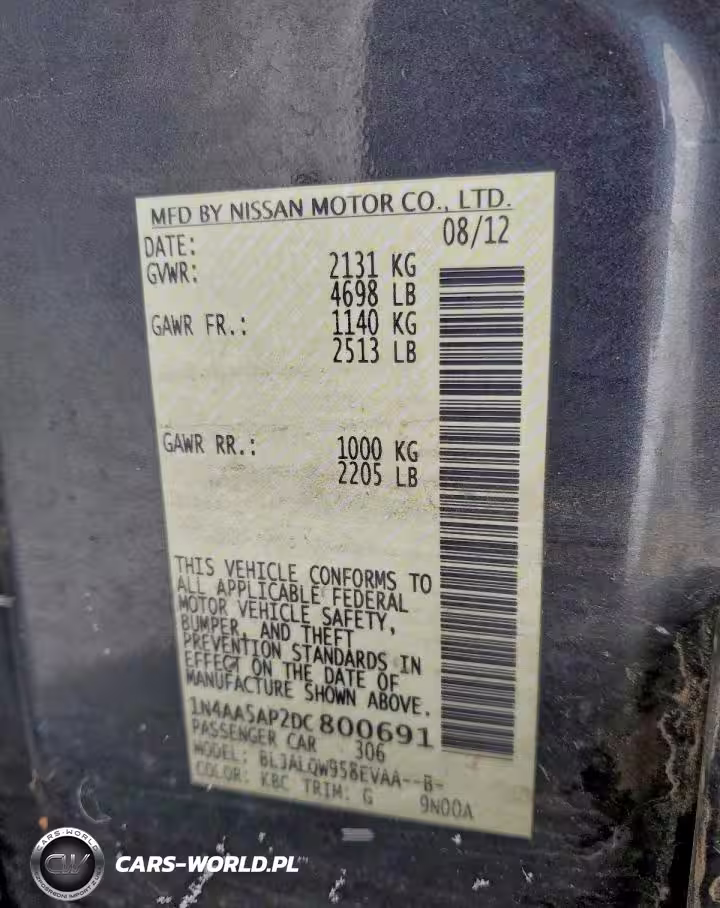 MFD BY NISSAN MOTOR CO., LTD.
DATE: 08/12
GVWR: 2131 KG
4698 LB
GAWR FR.: 1140 KG
2513 LB
GAWR RR.: 1000 KG
2205 LB
THIS VEHICLE CONFORMS TO
ALL APPLICABLE FEDERAL
MOTOR VEHICLE SAFETY,
BUMPER, AND THEFT
PREVENTION STANDARDS IN
EFFECT ON THE DATE OF
MANUFACTURE SHOWN ABOVE.
1N4AA5AP2DC800691
PASSENGER CAR 306
MODEL: BLJALQW958EVAA--B-
COLOR: KBC TRIM: G 9N00A
CARS-WORLD.PL
CARS-WORLD
CW